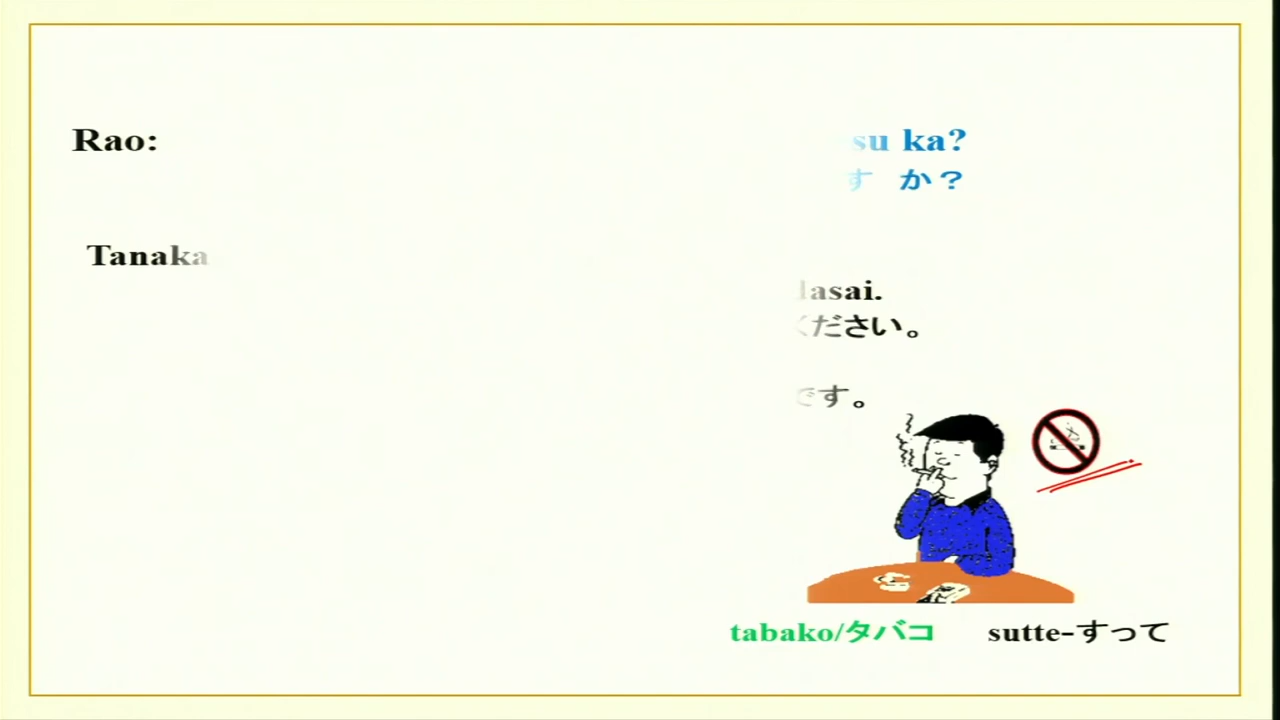 Rao: su ka?
す か？
Tanaka
dasai.
ください。
です。
tabako/タバコ sutte-すって